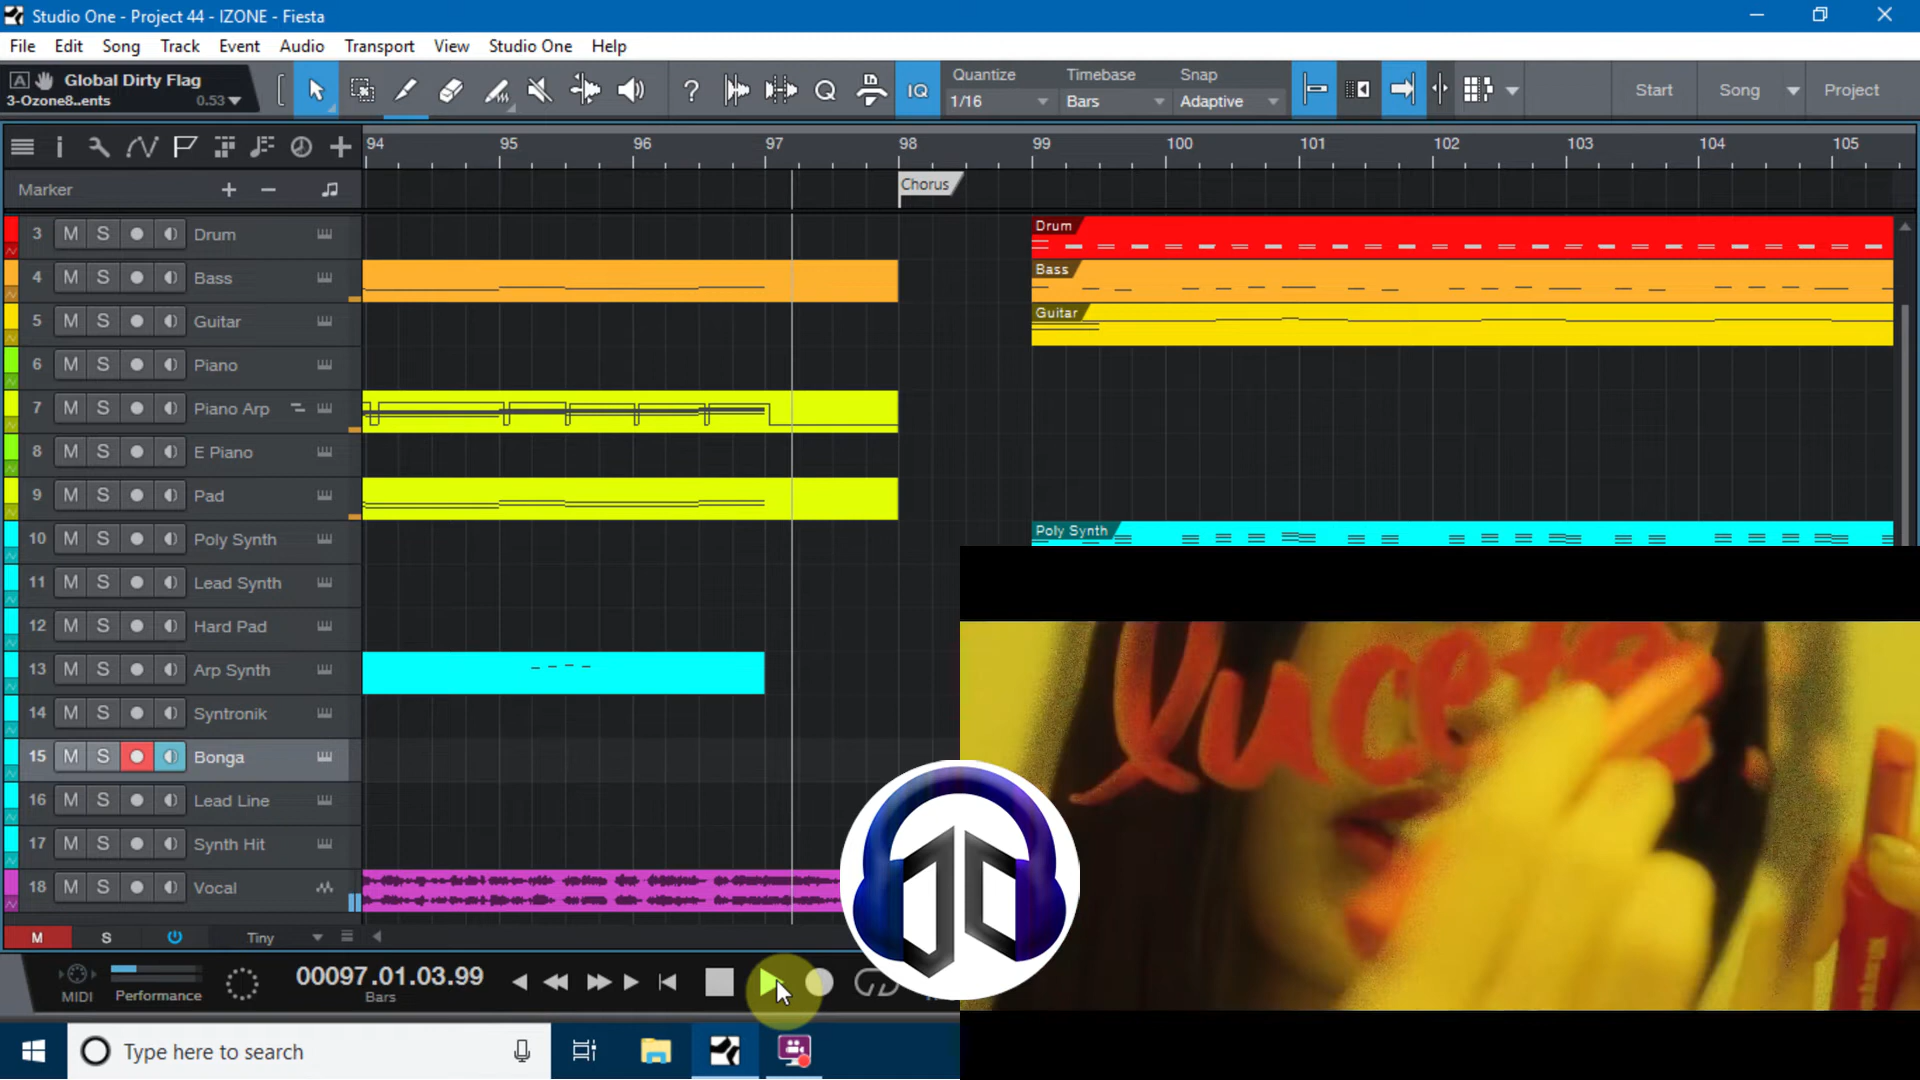 Studio One - Project 44 - IZONE - Fiesta
File Edit Song Track Event Audio Transport View Studio One Help
A Global Dirty Flag
3-Ozone8..ents 0.53
? Q IQ
Quantize Timebase Snap
1/16 Bars Adaptive
Start Song Project
94 95 96 97 98 99 100 101 102 103 104 105
Marker + −
Chorus
3 M S Drum
Drum
4 M S Bass
Bass
5 M S Guitar
Guitar
6 M S Piano
7 M S Piano Arp
8 M S E Piano
9 M S Pad
10 M S Poly Synth
Poly Synth
11 M S Lead Synth
12 M S Hard Pad
13 M S Arp Synth
14 M S Syntronik
15 M S Bonga
16 M S Lead Line
17 M S Synth Hit
18 M S Vocal
M S Tiny
MIDI Performance
00097.01.03.99
Bars
Type here to search